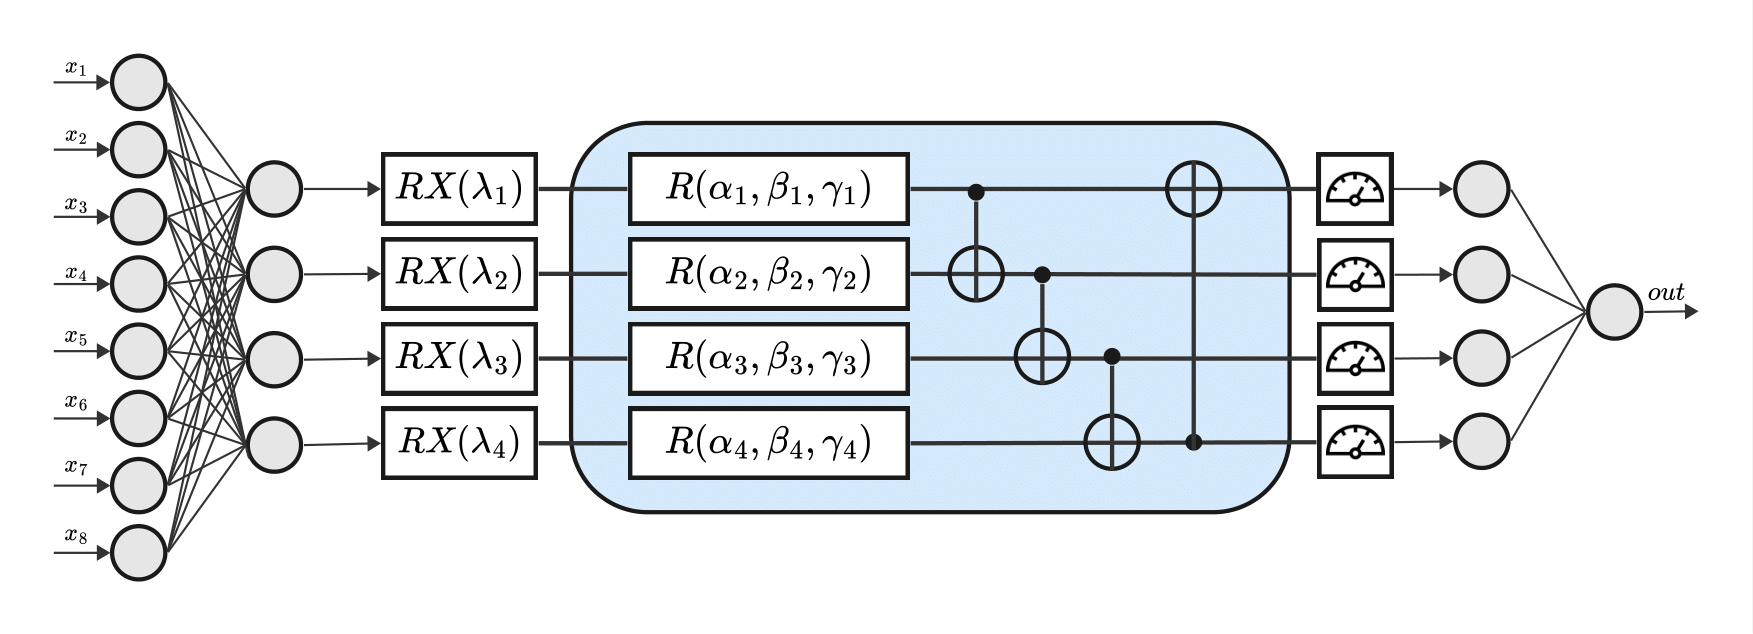 x₁
x₂
x₃
x₄
x₅
x₆
x₇
x₈
RX(λ₁)
R(α₁, β₁, γ₁)
RX(λ₂)
R(α₂, β₂, γ₂)
RX(λ₃)
R(α₃, β₃, γ₃)
RX(λ₄)
R(α₄, β₄, γ₄)
out